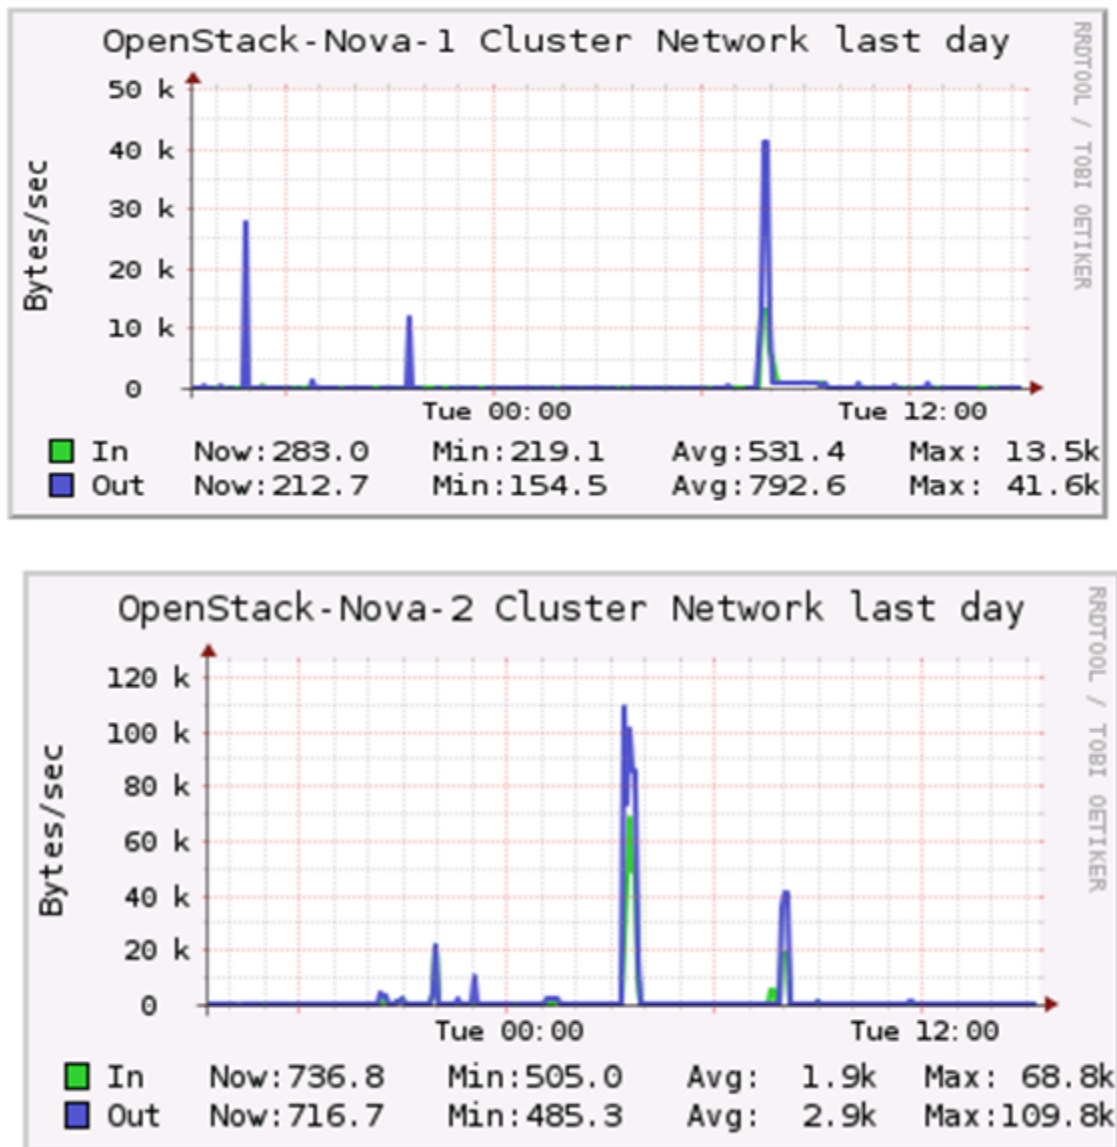 OpenStack-Nova-1 Cluster Network last day
RRDTOOL / TOBI OETIKER
Bytes/sec
50 k
40 k
30 k
20 k
10 k
0
Tue 00:00 Tue 12:00
In Now:283.0 Min:219.1 Avg:531.4 Max: 13.5k
Out Now:212.7 Min:154.5 Avg:792.6 Max: 41.6k
OpenStack-Nova-2 Cluster Network last day
RRDTOOL / TOBI OETIKER
Bytes/sec
120 k
100 k
80 k
60 k
40 k
20 k
0
Tue 00:00 Tue 12:00
In Now:736.8 Min:505.0 Avg: 1.9k Max: 68.8k
Out Now:716.7 Min:485.3 Avg: 2.9k Max:109.8k